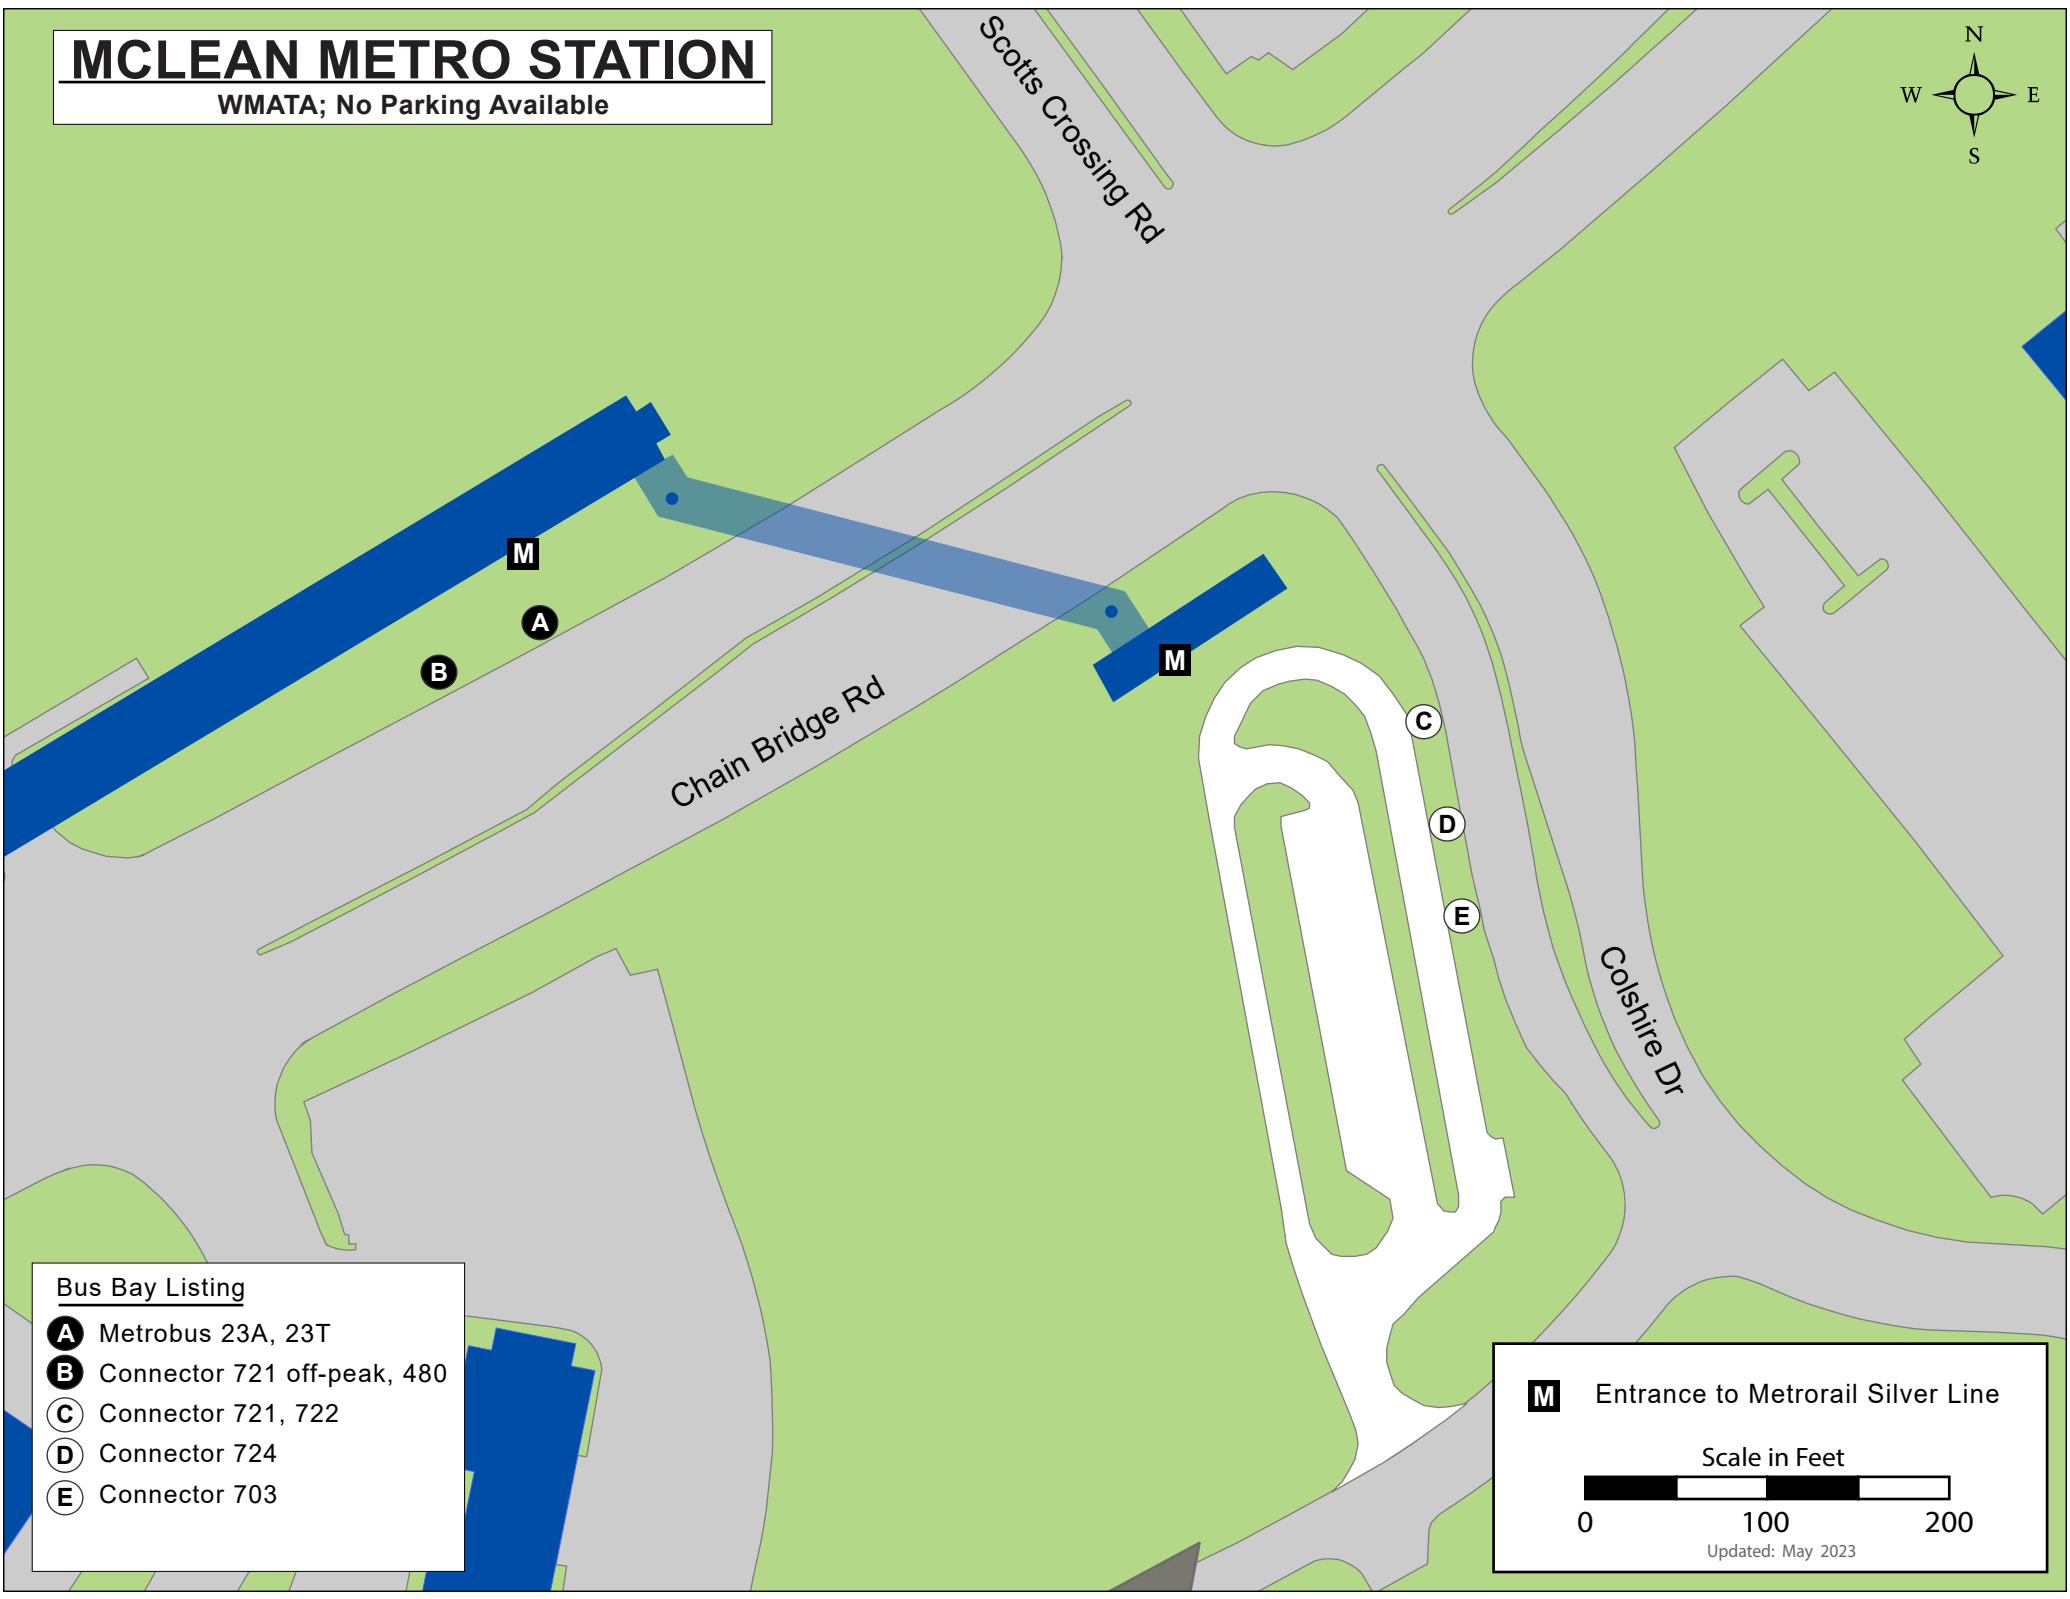 MCLEAN METRO STATION
WMATA; No Parking Available
N
W E
S
Scotts Crossing Rd
M
A
B
M
Chain Bridge Rd
C
D
E
Colshire Dr
Bus Bay Listing
A Metrobus 23A, 23T
B Connector 721 off-peak, 480
C Connector 721, 722
D Connector 724
E Connector 703
M Entrance to Metrorail Silver Line
Scale in Feet
0 100 200
Updated: May 2023